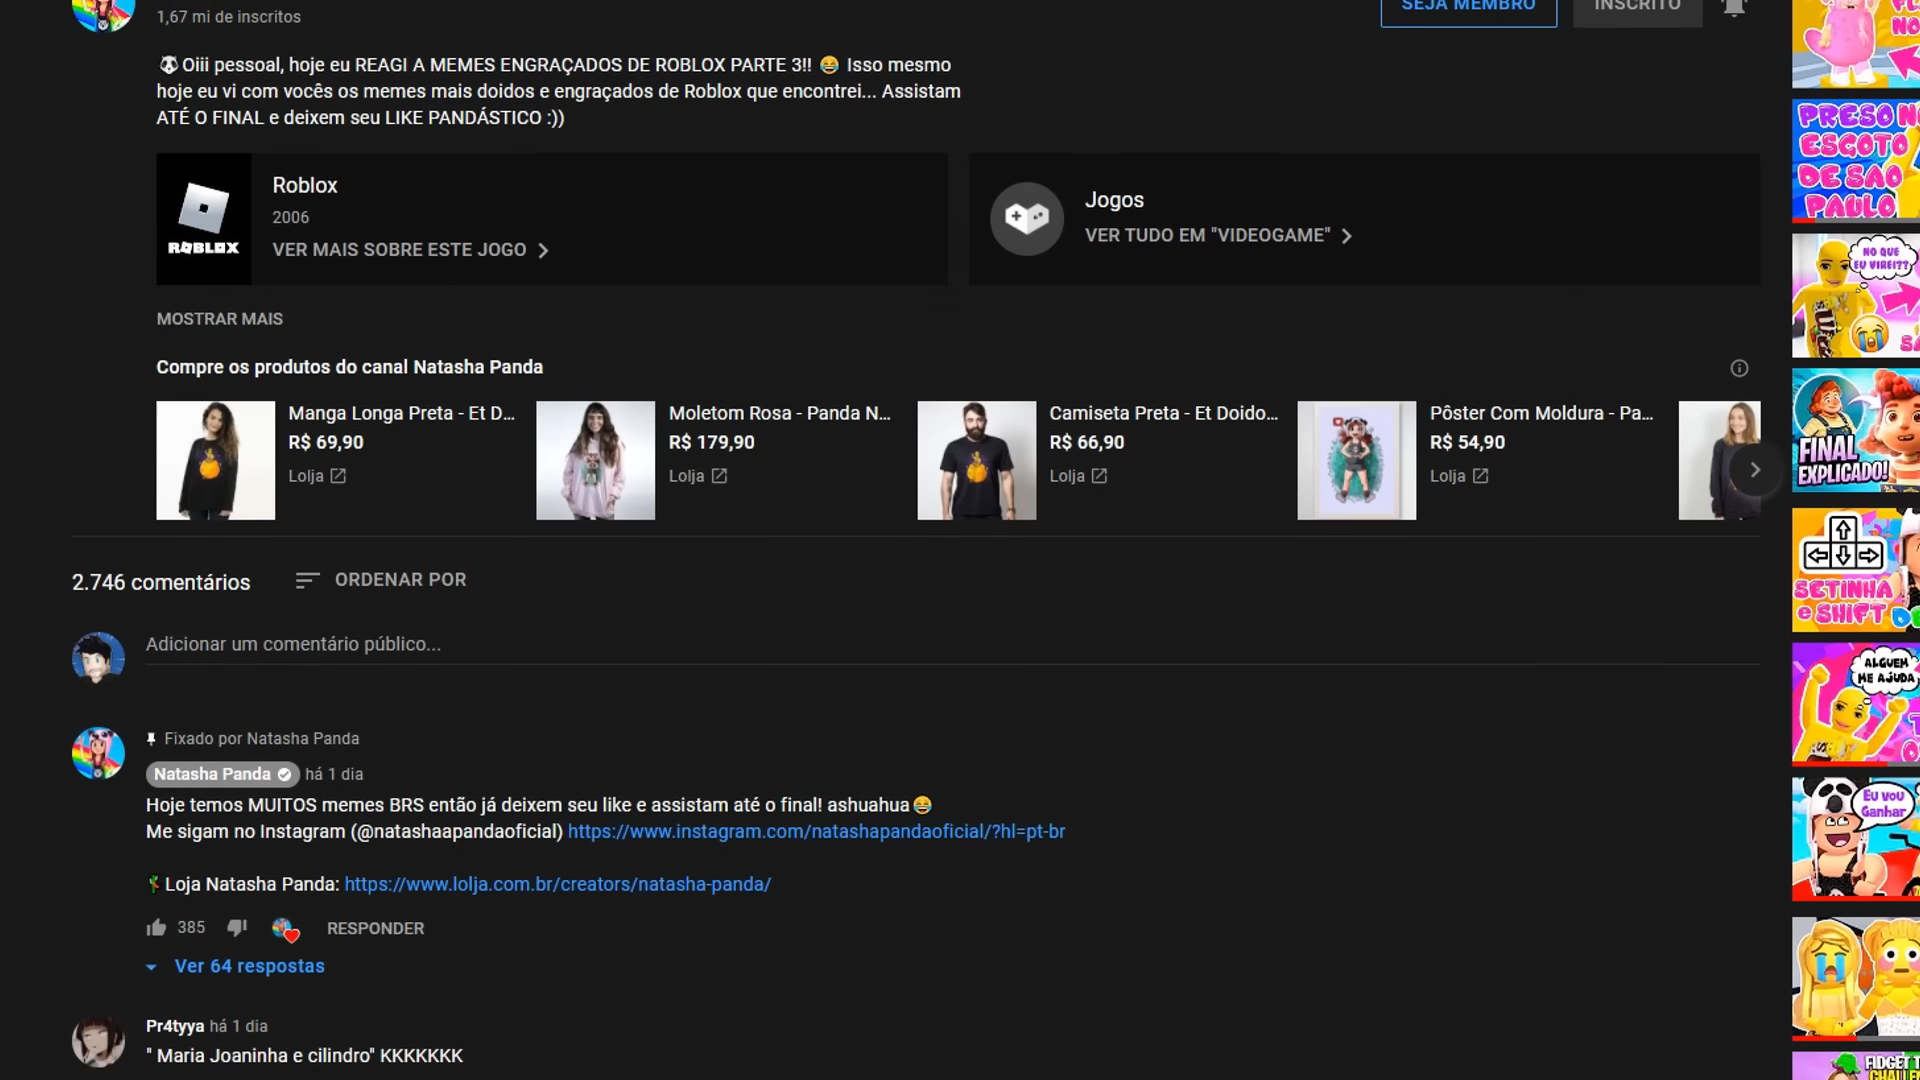 1,67 mi de inscritos
SEJA MEMBRO
INSCRITO
🐼Oiii pessoal, hoje eu REAGI A MEMES ENGRAÇADOS DE ROBLOX PARTE 3!! 😂 Isso mesmo
hoje eu vi com vocês os memes mais doidos e engraçados de Roblox que encontrei... Assistam
ATÉ O FINAL e deixem seu LIKE PANDÁSTICO :))
ROBLOX
Roblox
2006
VER MAIS SOBRE ESTE JOGO
Jogos
VER TUDO EM "VIDEOGAME"
MOSTRAR MAIS
Compre os produtos do canal Natasha Panda
Manga Longa Preta - Et D...
R$ 69,90
Lolja
Moletom Rosa - Panda N...
R$ 179,90
Lolja
Camiseta Preta - Et Doido...
R$ 66,90
Lolja
Pôster Com Moldura - Pa...
R$ 54,90
Lolja
2.746 comentários
ORDENAR POR
Adicionar um comentário público...
Fixado por Natasha Panda
Natasha Panda há 1 dia
Hoje temos MUITOS memes BRS então já deixem seu like e assistam até o final! ashuahua😂
Me sigam no Instagram (@natashaapandaoficial) https://www.instagram.com/natashapandaoficial/?hl=pt-br
🎋Loja Natasha Panda: https://www.lolja.com.br/creators/natasha-panda/
385
RESPONDER
Ver 64 respostas
Pr4tyya há 1 dia
" Maria Joaninha e cilindro" KKKKKKK
NO
PRESO N
ESGOTO
DE SAO
PAULO
NO QUE
EU VIREI??
FINAL
EXPLICADO!
SETINHA
e SHIFT
ALGUEM
ME AJUDA
Eu vou
Ganhar
FIDGET T